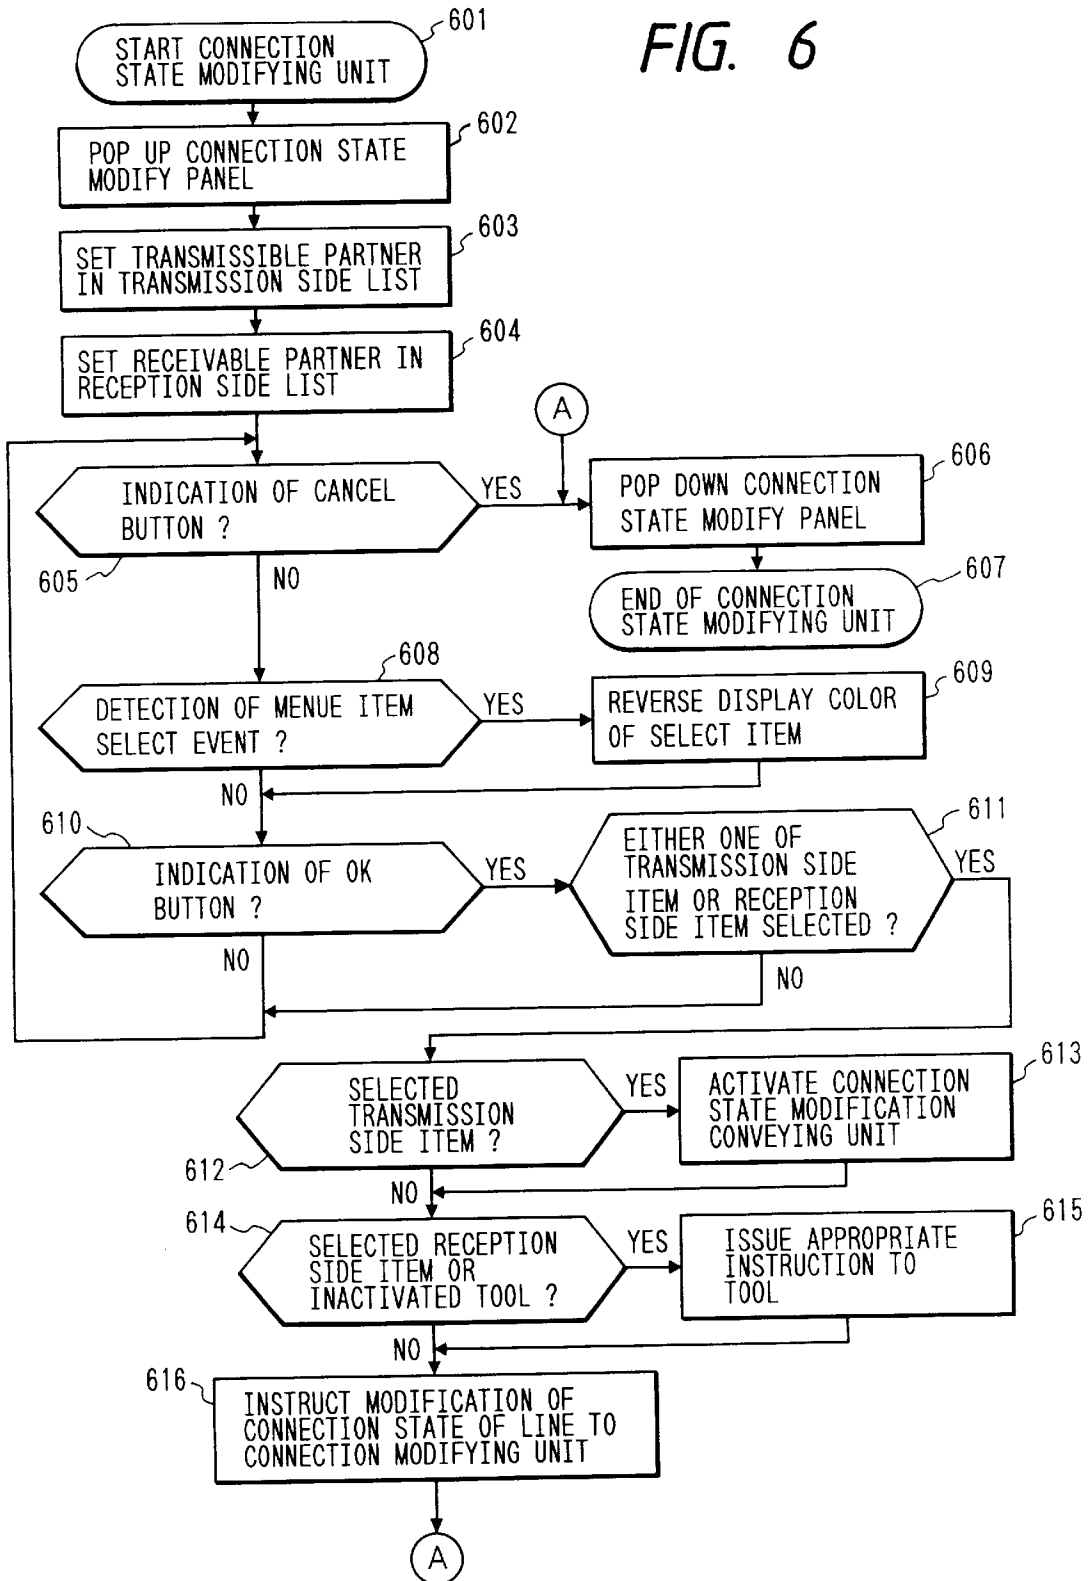 FIG. 6
601
START CONNECTION
STATE MODIFYING UNIT
602
POP UP CONNECTION STATE
MODIFY PANEL
603
SET TRANSMISSIBLE PARTNER
IN TRANSMISSION SIDE LIST
604
SET RECEIVABLE PARTNER IN
RECEPTION SIDE LIST
A
INDICATION OF CANCEL
BUTTON ?
605
YES
NO
606
POP DOWN CONNECTION
STATE MODIFY PANEL
607
END OF CONNECTION
STATE MODIFYING UNIT
608
DETECTION OF MENUE ITEM
SELECT EVENT ?
YES
NO
609
REVERSE DISPLAY COLOR
OF SELECT ITEM
610
INDICATION OF OK
BUTTON ?
YES
NO
611
EITHER ONE OF
TRANSMISSION SIDE
ITEM OR RECEPTION
SIDE ITEM SELECTED ?
YES
NO
SELECTED
TRANSMISSION
SIDE ITEM ?
612
YES
NO
613
ACTIVATE CONNECTION
STATE MODIFICATION
CONVEYING UNIT
614
SELECTED RECEPTION
SIDE ITEM OR
INACTIVATED TOOL ?
YES
NO
615
ISSUE APPROPRIATE
INSTRUCTION TO
TOOL
616
INSTRUCT MODIFICATION OF
CONNECTION STATE OF LINE TO
CONNECTION MODIFYING UNIT
A